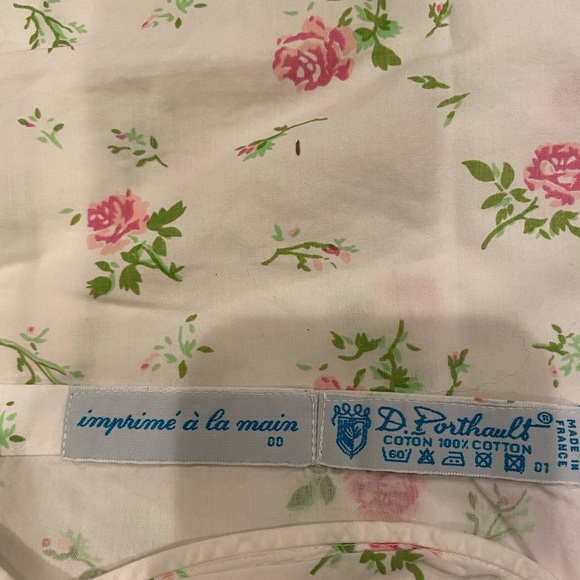 imprimé à la main
00
D. Porthault®
COTON 100% COTTON
60° 01
MADE IN
FRANCE